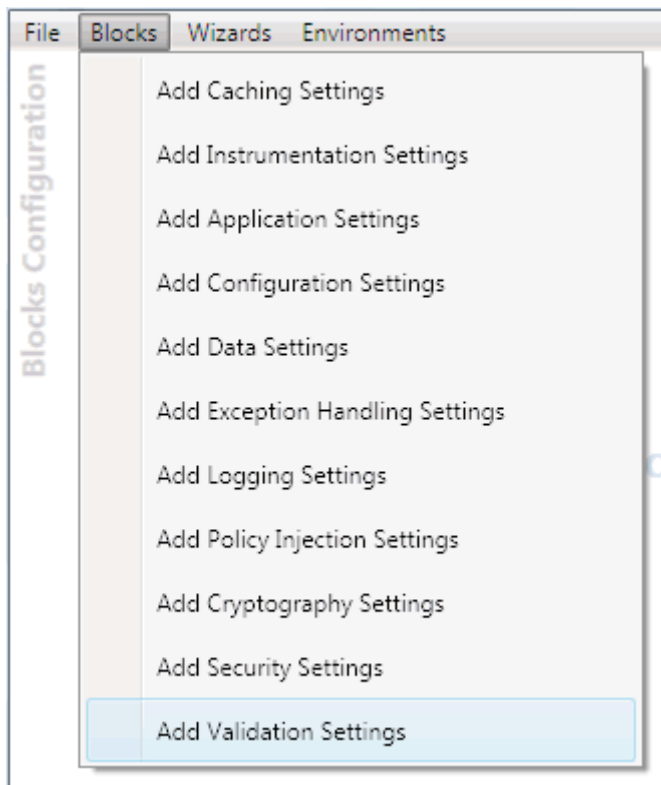 File Blocks Wizards Environments
Blocks Configuration
Add Caching Settings
Add Instrumentation Settings
Add Application Settings
Add Configuration Settings
Add Data Settings
Add Exception Handling Settings
Add Logging Settings
Add Policy Injection Settings
Add Cryptography Settings
Add Security Settings
Add Validation Settings